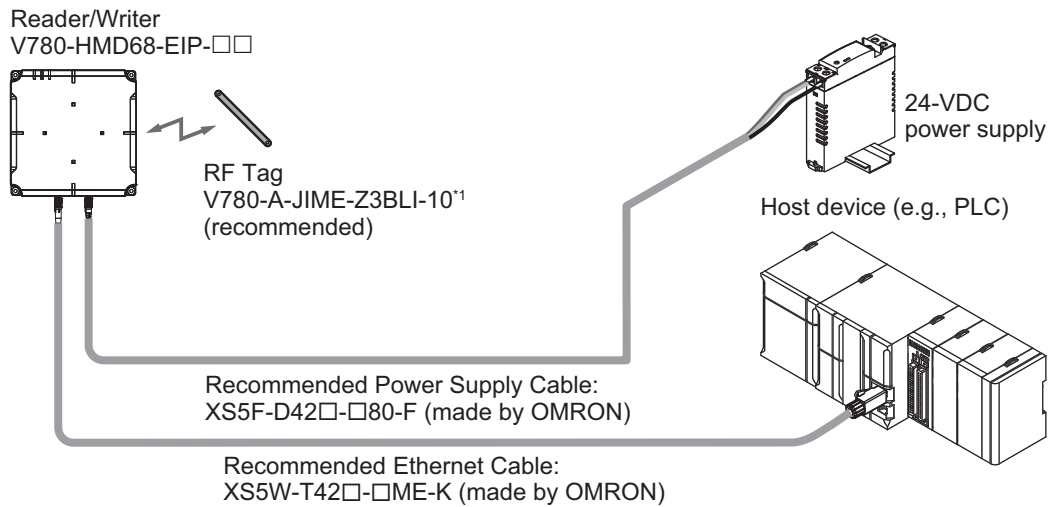 Reader/Writer
V780-HMD68-EIP-□□
RF Tag
V780-A-JIME-Z3BLI-10*1
(recommended)
24-VDC
power supply
Host device (e.g., PLC)
Recommended Power Supply Cable:
XS5F-D42□-□80-F (made by OMRON)
Recommended Ethernet Cable:
XS5W-T42□-□ME-K (made by OMRON)